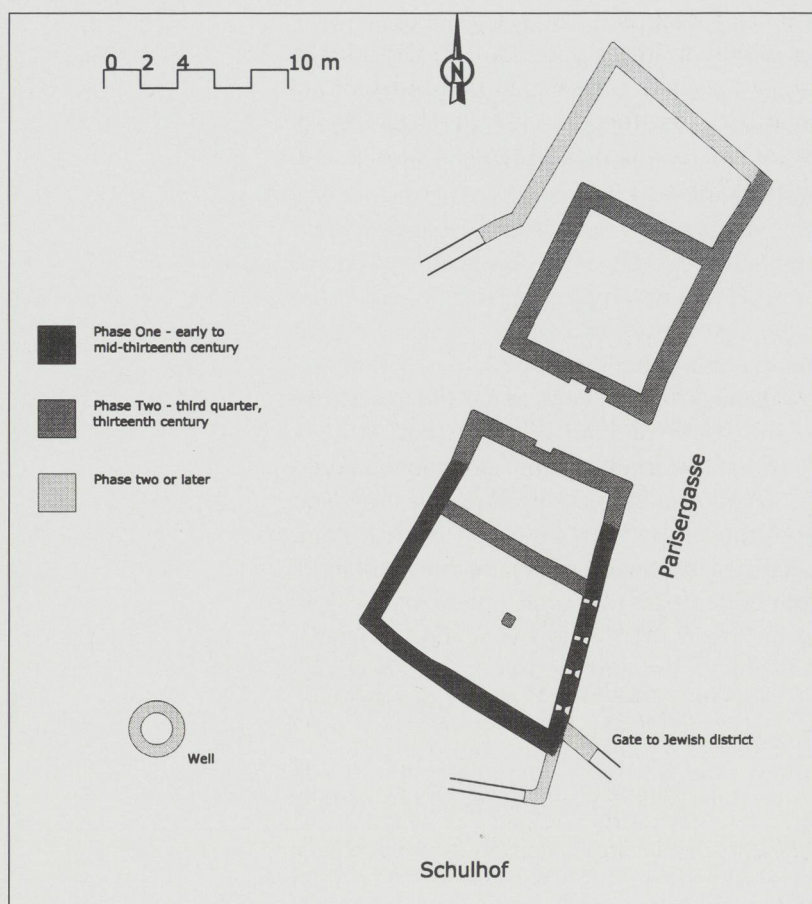 0 2 4 10 m
N
Phase One - early to
mid-thirteenth century
Phase Two - third quarter,
thirteenth century
Phase two or later
Parisergasse
Gate to Jewish district
Well
Schulhof